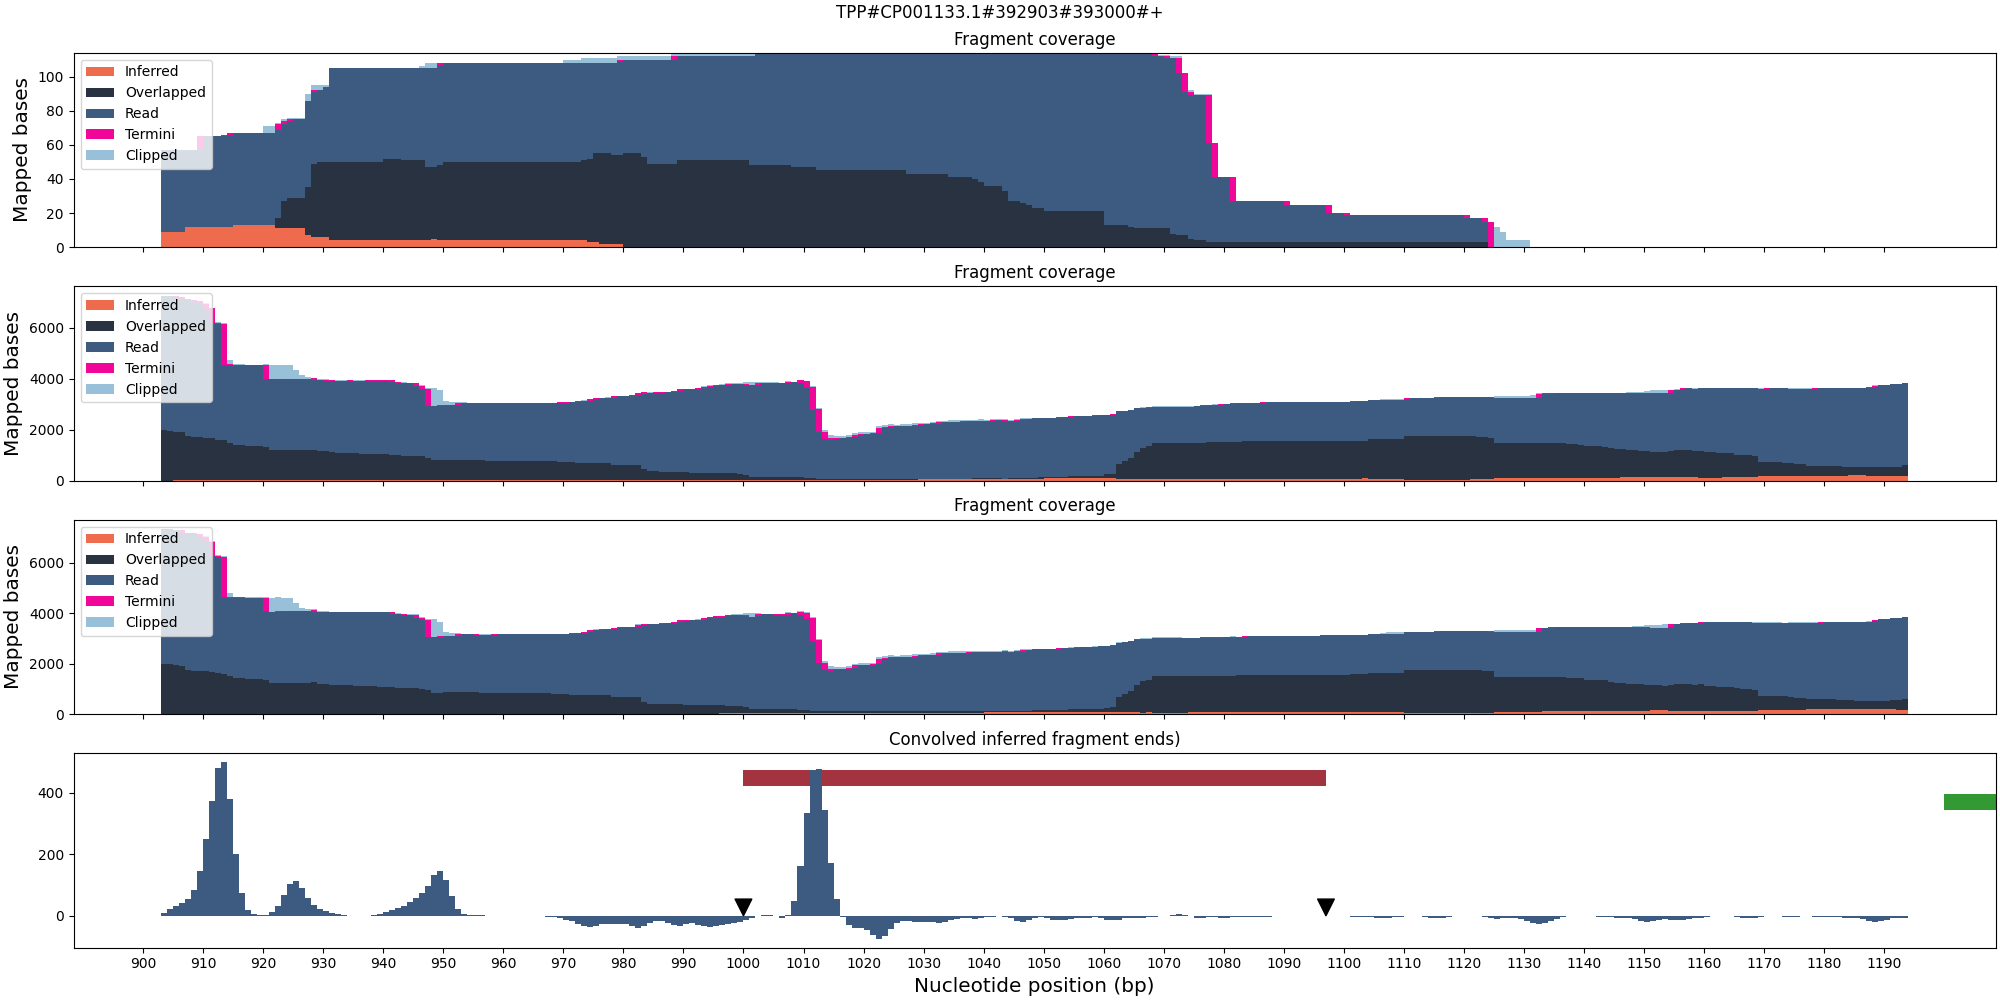 TPP#CP001133.1#392903#393000#+
Fragment coverage
Mapped bases
100
80
60
40
20
0
Inferred
Overlapped
Read
Termini
Clipped
Fragment coverage
Mapped bases
6000
4000
2000
0
Inferred
Overlapped
Read
Termini
Clipped
Fragment coverage
Mapped bases
6000
4000
2000
0
Inferred
Overlapped
Read
Termini
Clipped
Convolved inferred fragment ends)
400
200
0
900 910 920 930 940 950 960 970 980 990 1000 1010 1020 1030 1040 1050 1060 1070 1080 1090 1100 1110 1120 1130 1140 1150 1160 1170 1180 1190
Nucleotide position (bp)